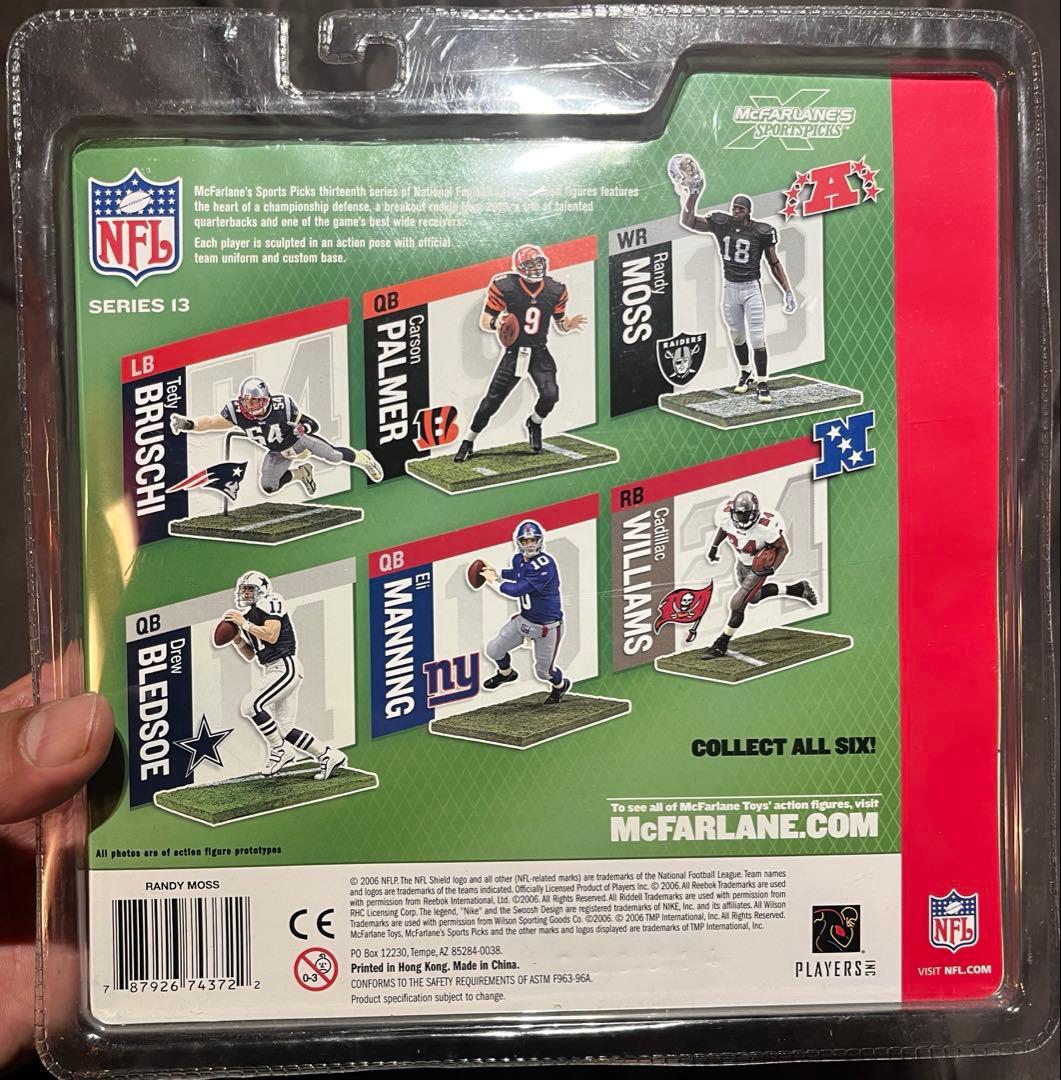 McFARLANE'S
SPORTSPICKS™
NFL
SERIES 13
McFarlane's Sports Picks thirteenth series of National figures features
the heart of a championship defense, a breakout rookie from 2005, a trio of talented
quarterbacks and one of the game's best wide receivers.
Each player is sculpted in an action pose with official
team uniform and custom base.
LB
Tedy
BRUSCHI
54
QB
Carson
PALMER
9
B
WR
Randy
MOSS
18
RAIDERS
A
QB
Drew
BLEDSOE
11
QB
Eli
MANNING
10
ny
RB
Cadillac
WILLIAMS
24
N
COLLECT ALL SIX!
To see all of McFarlane Toys' action figures, visit
McFARLANE.COM
All photos are of action figure prototypes
RANDY MOSS
7 87926 74372 2
CE
0-3
© 2006 NFLP. The NFL Shield logo and all other (NFL-related marks) are trademarks of the National Football League. Team names
and logos are trademarks of the teams indicated. Officially Licensed Product of Players Inc. © 2006. All Reebok Trademarks are used
with permission from Reebok International, Ltd. ©2006. All Rights Reserved. All Riddell Trademarks are used with permission from
RHC Licensing Corp. The legend, "Nike" and the Swoosh Design are registered trademarks of NIKE, Inc. and its affiliates. All Wilson
Trademarks are used with permission from Wilson Sporting Goods Co. ©2006. © 2006 TMP International, Inc. All Rights Reserved.
McFarlane Toys, McFarlane's Sports Picks and the other marks and logos displayed are trademarks of TMP International, Inc.
PO Box 12230, Tempe, AZ 85284-0038.
Printed in Hong Kong. Made in China.
CONFORMS TO THE SAFETY REQUIREMENTS OF ASTM F963-96A.
Product specification subject to change.
PLAYERS INC
NFL
VISIT NFL.COM